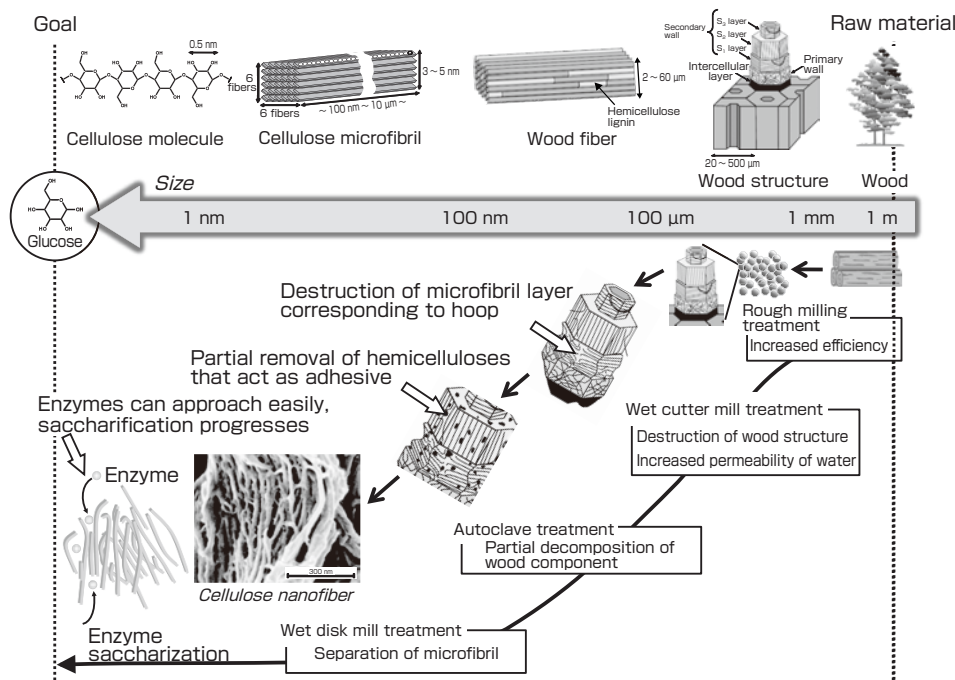 Goal
Raw material
0.5 nm
OH
HO
O
6
fibers
6 fibers
~100 nm~10 μm~
3~5 nm
2~60 μm
Hemicellulose
lignin
Secondary
wall
S₃ layer
S₂ layer
S₁ layer
Intercellular
layer
Primary
wall
20~500 μm
Cellulose molecule
Cellulose microfibril
Wood fiber
Wood structure
Wood
Size
1 nm
100 nm
100 μm
1 mm
1 m
OH
HO
O
OH
Glucose
Destruction of microfibril layer
corresponding to hoop
Rough milling
treatment
Increased efficiency
Partial removal of hemicelluloses
that act as adhesive
Enzymes can approach easily,
saccharification progresses
Wet cutter mill treatment
Destruction of wood structure
Increased permeability of water
Enzyme
Autoclave treatment
Partial decomposition of
wood component
300 nm
Cellulose nanofiber
Enzyme
saccharization
Wet disk mill treatment
Separation of microfibril